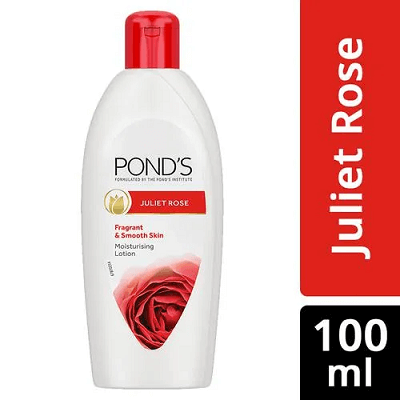 POND'S
FORMULATED BY THE POND'S INSTITUTE
JULIET ROSE
Fragrant
& Smooth Skin
Moisturising
Lotion
Juliet Rose
100
ml